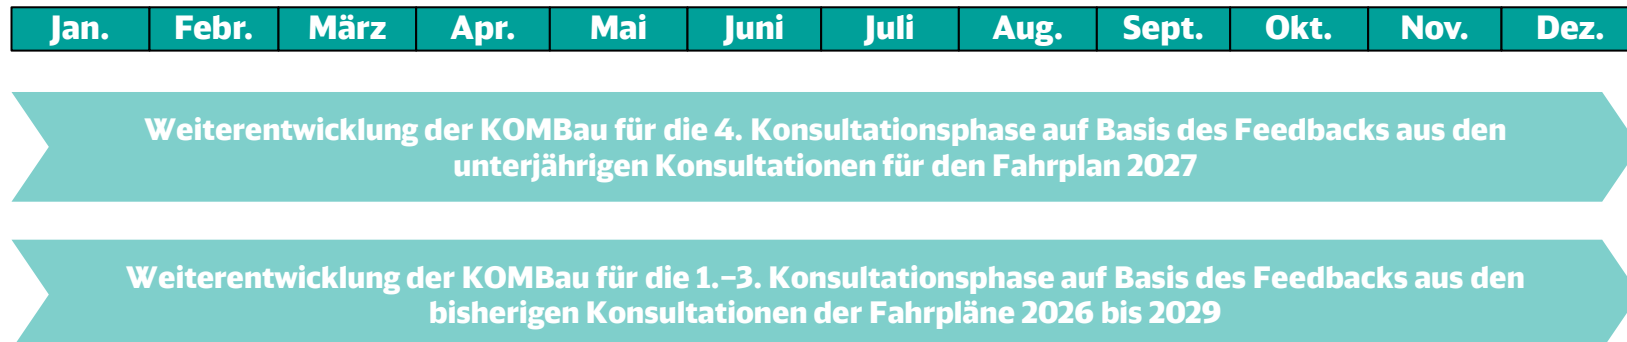 Jan. Febr. März Apr. Mai Juni Juli Aug. Sept. Okt. Nov. Dez.
Weiterentwicklung der KOMBau für die 4. Konsultationsphase auf Basis des Feedbacks aus den
unterjährigen Konsultationen für den Fahrplan 2027
Weiterentwicklung der KOMBau für die 1.–3. Konsultationsphase auf Basis des Feedbacks aus den
bisherigen Konsultationen der Fahrpläne 2026 bis 2029